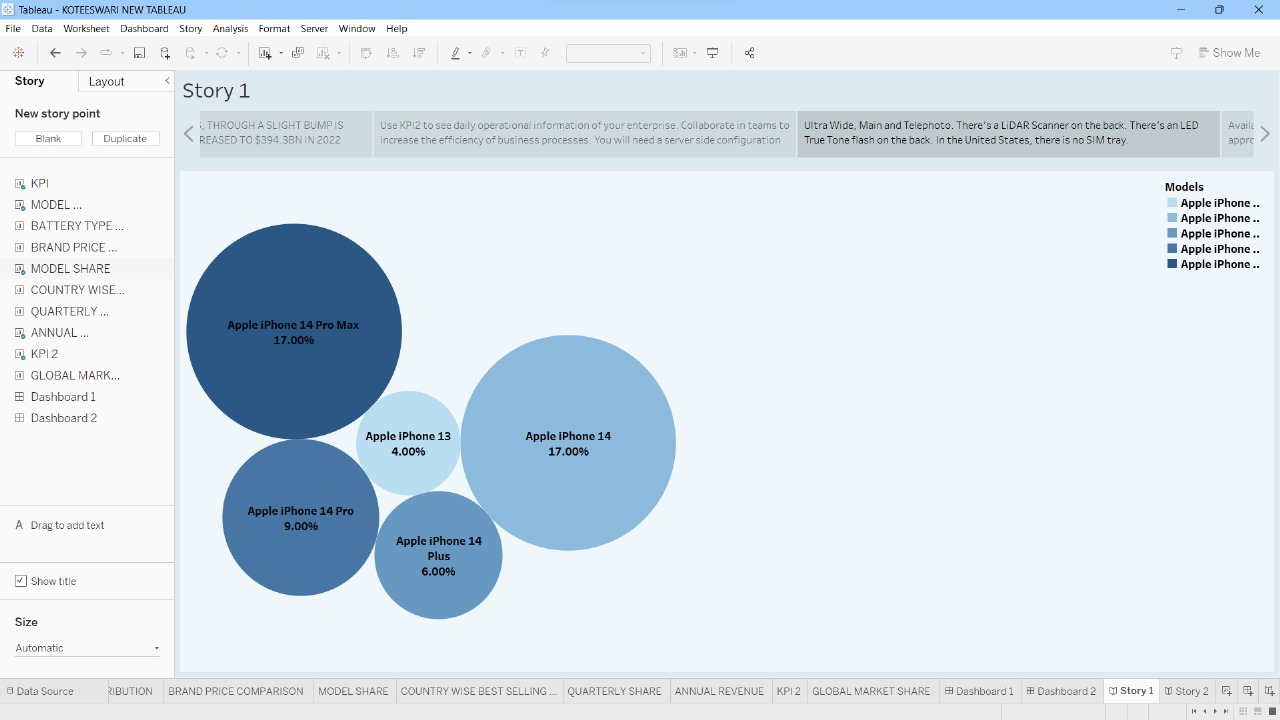 Tableau - KOTEESWARI NEW TABLEAU
File Data Worksheet Dashboard Story Analysis Format Server Window Help
Show Me
Story Layout
New story point
Blank Duplicate
KPI
MODEL ...
BATTERY TYPE ...
BRAND PRICE ...
MODEL SHARE
COUNTRY WISE...
QUARTERLY ...
ANNUAL ...
KPI 2
GLOBAL MARK...
Dashboard 1
Dashboard 2
A Drag to add text
Show title
Size
Automatic
Story 1
, THROUGH A SLIGHT BUMP IS
REASED TO $394.3BN IN 2022
Use KPI2 to see daily operational information of your enterprise. Collaborate in teams to
increase the efficiency of business processes. You will need a server side configuration
Ultra Wide, Main and Telephoto. There's a LiDAR Scanner on the back. There's an LED
True Tone flash on the back. In the United States, there is no SIM tray.
Availa
appro
Models
Apple iPhone ..
Apple iPhone ..
Apple iPhone ..
Apple iPhone ..
Apple iPhone ..
Apple iPhone 14 Pro Max
17.00%
Apple iPhone 13
4.00%
Apple iPhone 14
17.00%
Apple iPhone 14 Pro
9.00%
Apple iPhone 14
Plus
6.00%
Data Source RIBUTION BRAND PRICE COMPARISON MODEL SHARE COUNTRY WISE BEST SELLING ... QUARTERLY SHARE ANNUAL REVENUE KPI 2 GLOBAL MARKET SHARE Dashboard 1 Dashboard 2 Story 1 Story 2